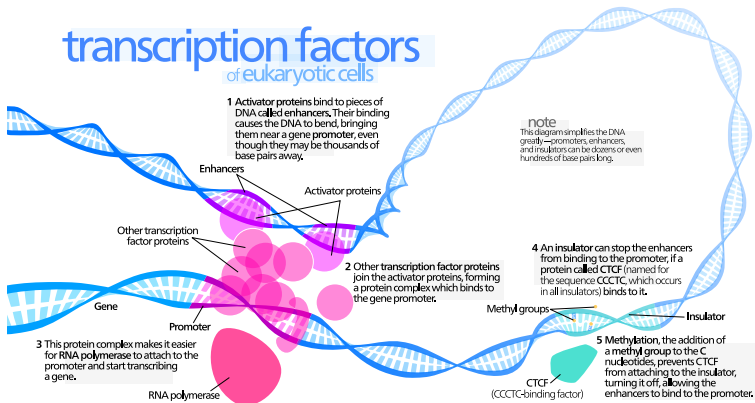 transcription factors
of eukaryotic cells
1 Activator proteins bind to pieces of
DNA called enhancers. Their binding
causes the DNA to bend, bringing
them near a gene promoter, even
though they may be thousands of
base pairs away.
note
This diagram simplifies the DNA
greatly—promoters, enhancers,
and insulators can be dozens or even
hundreds of base pairs long.
Enhancers
Activator proteins
Other transcription
factor proteins
2 Other transcription factor proteins
join the activator proteins, forming
a protein complex which binds to
the gene promoter.
4 An insulator can stop the enhancers
from binding to the promoter, if a
protein called CTCF (named for
the sequence CCCTC, which occurs
in all insulators) binds to it.
Gene
Promoter
Methyl groups
Insulator
3 This protein complex makes it easier
for RNA polymerase to attach to the
promoter and start transcribing
a gene.
RNA polymerase
CTCF
(CCCTC-binding factor)
5 Methylation, the addition of
a methyl group to the C
nucleotides, prevents CTCF
from attaching to the insulator,
turning it off, allowing the
enhancers to bind to the promoter.